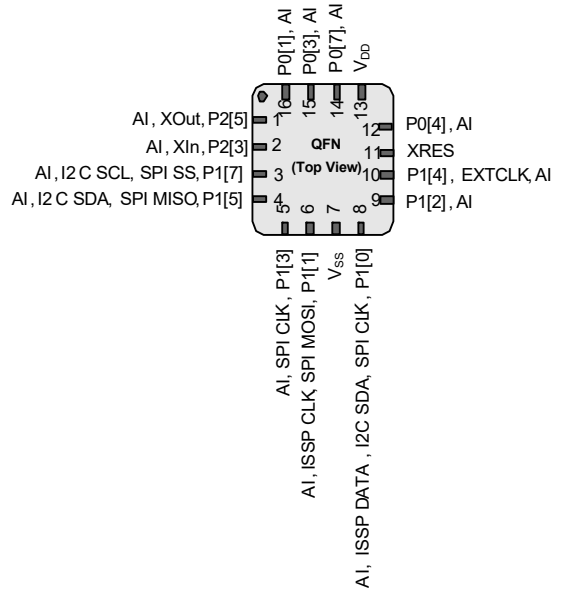 P0[1], AI
P0[3], AI
P0[7], AI
VDD
16
15
14
13
AI, XOut, P2[5]
1
AI, XIn, P2[3]
2
AI, I2C SCL, SPI SS, P1[7]
3
AI, I2C SDA, SPI MISO, P1[5]
4
QFN
(Top View)
12
P0[4], AI
11
XRES
10
P1[4], EXTCLK, AI
9
P1[2], AI
5
6
7
8
AI, SPI CLK, P1[3]
AI, ISSP CLK, SPI MOSI, P1[1]
VSS
AI, ISSP DATA, I2C SDA, SPI CLK, P1[0]